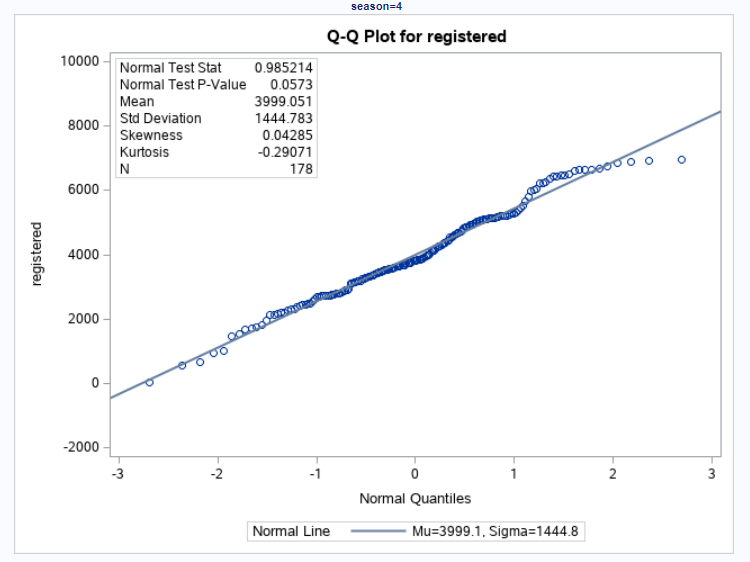 season=4
Q-Q Plot for registered
10000
8000
6000
4000
2000
0
-2000
registered
Normal Test Stat 0.985214
Normal Test P-Value 0.0573
Mean 3999.051
Std Deviation 1444.783
Skewness 0.04285
Kurtosis -0.29071
N 178
-3 -2 -1 0 1 2 3
Normal Quantiles
Normal Line Mu=3999.1, Sigma=1444.8